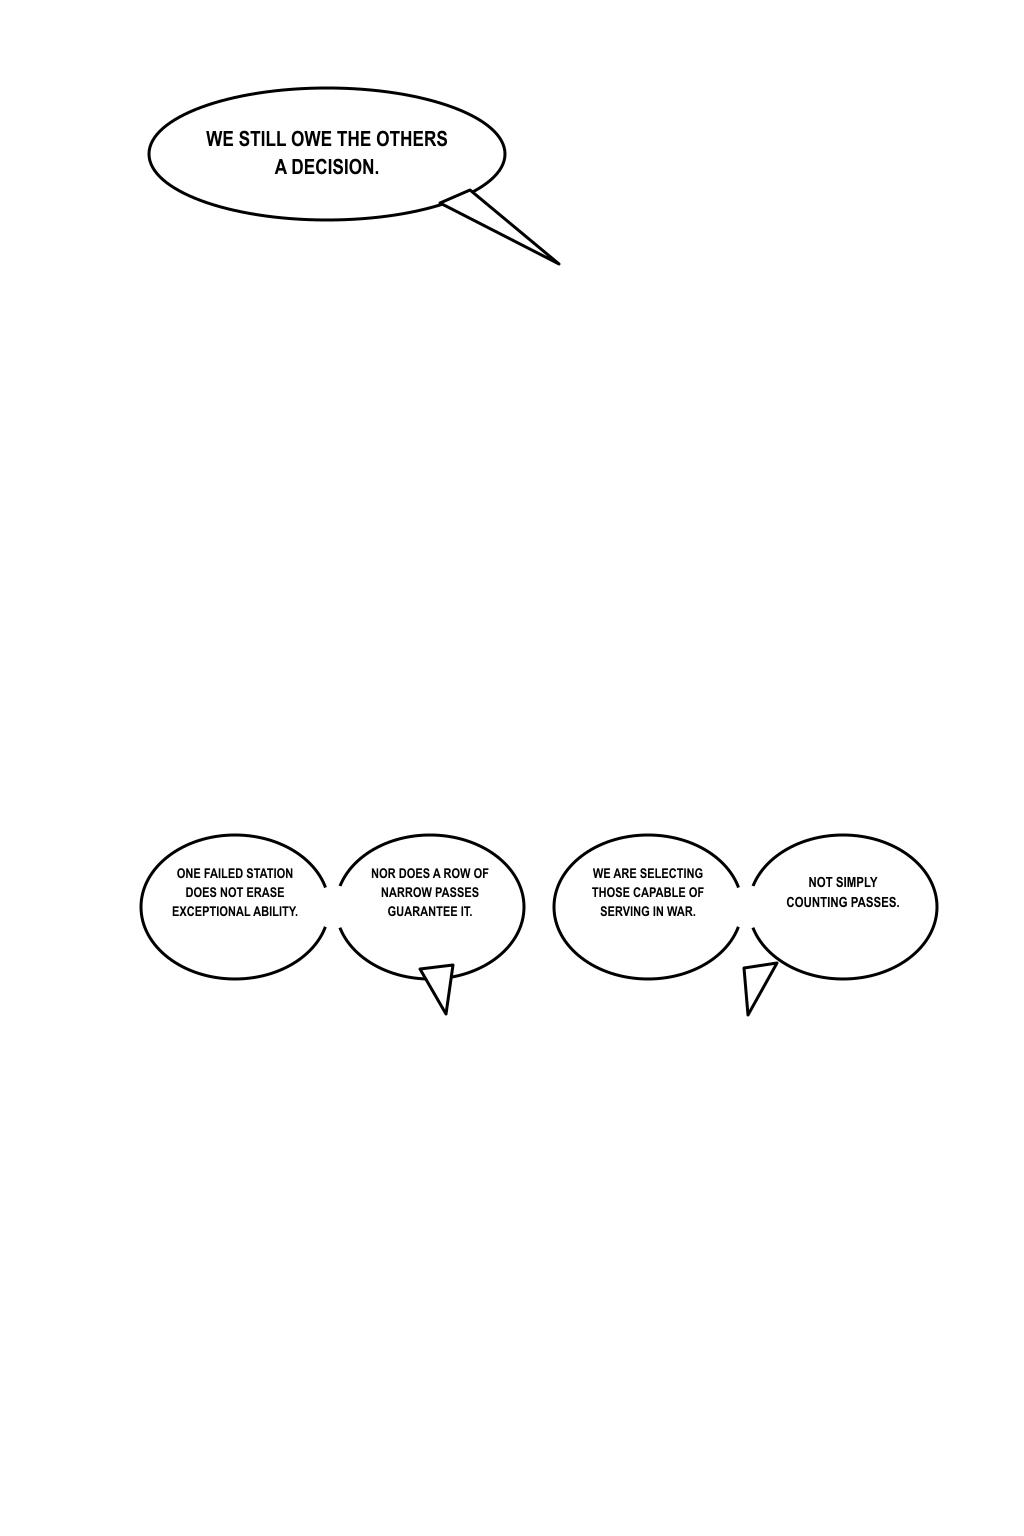 WE STILL OWE THE OTHERS
A DECISION.
ONE FAILED STATION
DOES NOT ERASE
EXCEPTIONAL ABILITY.
NOR DOES A ROW OF
NARROW PASSES
GUARANTEE IT.
WE ARE SELECTING
THOSE CAPABLE OF
SERVING IN WAR.
NOT SIMPLY
COUNTING PASSES.